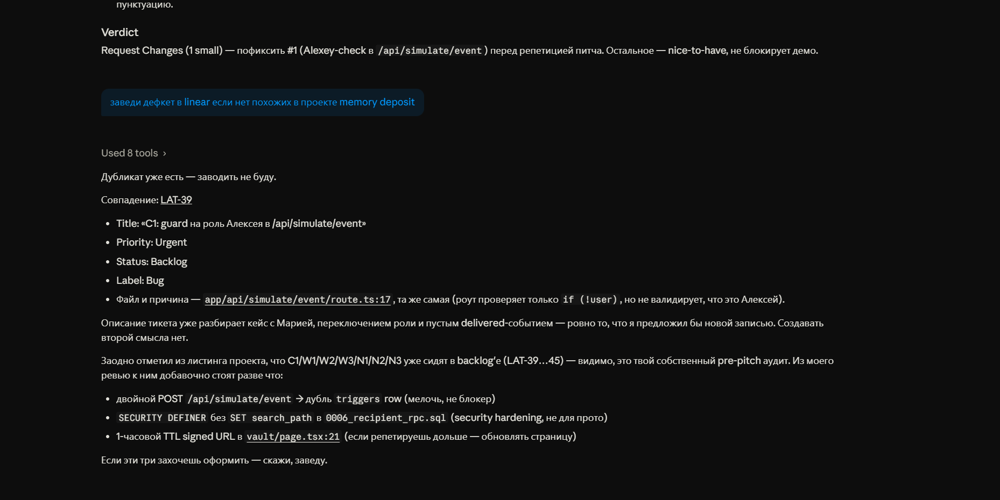 пунктуацию.
Verdict
Request Changes (1 small) — пофиксить #1 (Alexey-check в /api/simulate/event) перед репетицией питча. Остальное — nice-to-have, не блокирует демо.
заведи дефкет в linear если нет похожих в проекте memory deposit
Used 8 tools ›
Дубликат уже есть — заводить не буду.
Совпадение: LAT-39
• Title: «C1: guard на роль Алексея в /api/simulate/event»
• Priority: Urgent
• Status: Backlog
• Label: Bug
• Файл и причина — app/api/simulate/event/route.ts:17, та же самая (роут проверяет только if (!user), но не валидирует, что это Алексей).
Описание тикета уже разбирает кейс с Марией, переключением роли и пустым delivered-событием — ровно то, что я предложил бы новой записью. Создавать
второй смысла нет.
Заодно отметил из листинга проекта, что C1/W1/W2/W3/N1/N2/N3 уже сидят в backlog'е (LAT-39…45) — видимо, это твой собственный pre-pitch аудит. Из моего
ревью к ним добавочно стоят разве что:
• двойной POST /api/simulate/event → дубль triggers row (мелочь, не блокер)
• SECURITY DEFINER без SET search_path в 0006_recipient_rpc.sql (security hardening, не для прото)
• 1-часовой TTL signed URL в vault/page.tsx:21 (если репетируешь дольше — обновлять страницу)
Если эти три захочешь оформить — скажи, заведу.